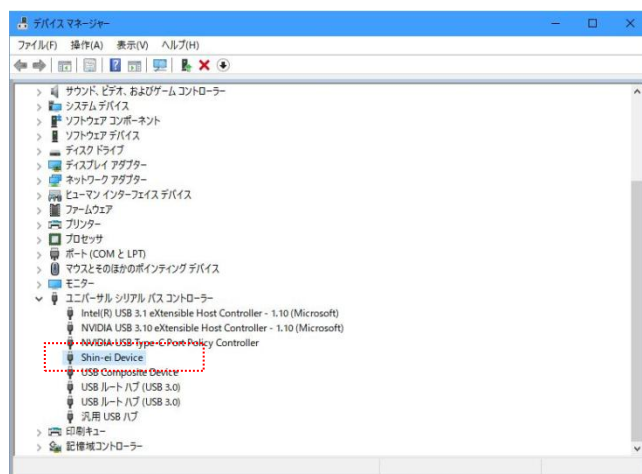 デバイス マネージャー
ファイル(F) 操作(A) 表示(V) ヘルプ(H)
サウンド、ビデオ、およびゲーム コントローラー
システム デバイス
ソフトウェア コンポーネント
ソフトウェア デバイス
ディスク ドライブ
ディスプレイ アダプター
ネットワーク アダプター
ヒューマン インターフェイス デバイス
ファームウェア
プリンター
プロセッサ
ポート (COM と LPT)
マウスとそのほかのポインティング デバイス
モニター
ユニバーサル シリアル バス コントローラー
Intel(R) USB 3.1 eXtensible Host Controller - 1.10 (Microsoft)
NVIDIA USB 3.10 eXtensible Host Controller - 1.10 (Microsoft)
NVIDIA USB Type-C Port Policy Controller
Shin-ei Device
USB Composite Device
USB ルート ハブ (USB 3.0)
USB ルート ハブ (USB 3.0)
汎用 USB ハブ
印刷キュー
記憶域コントローラー